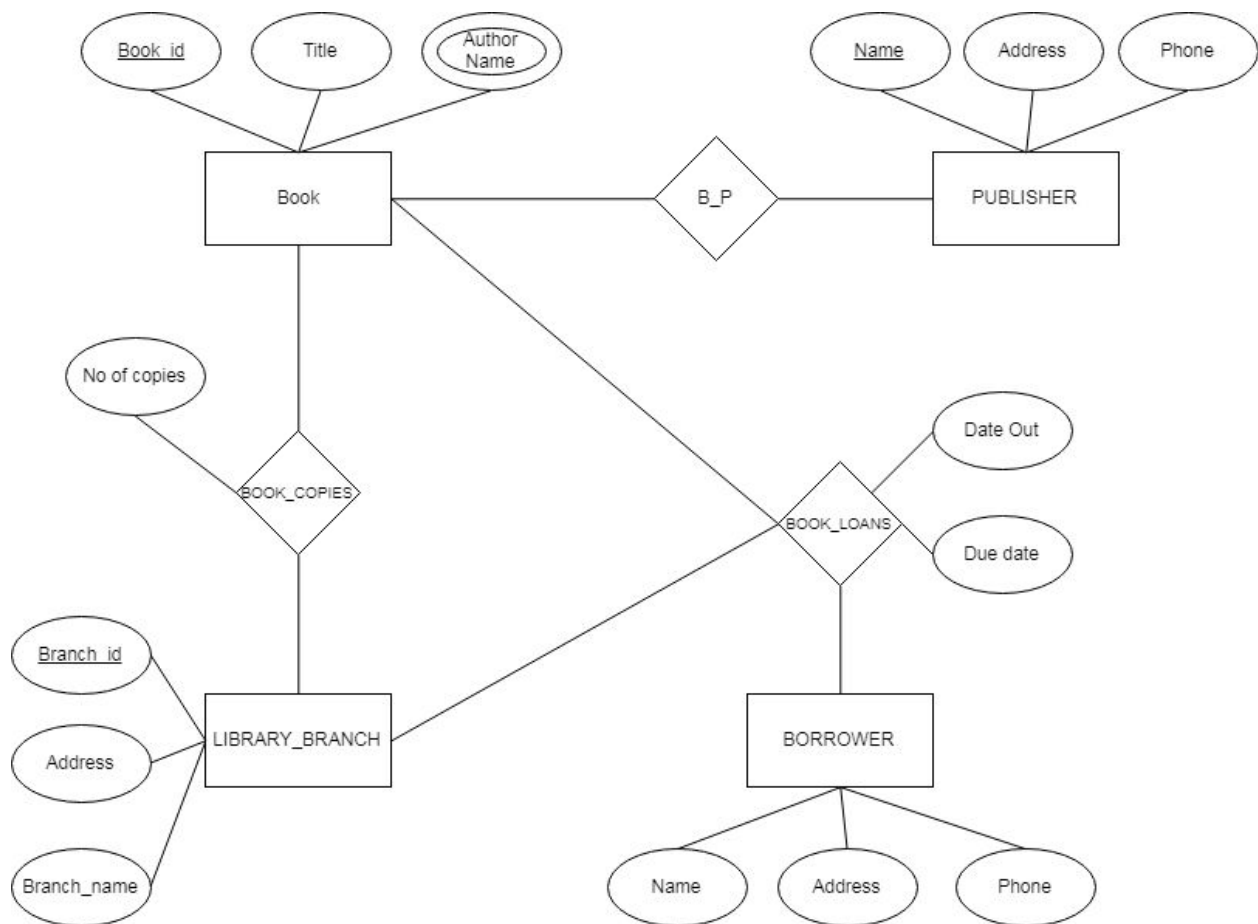 Book_id
Title
Author
Name
Name
Address
Phone
Book
B_P
PUBLISHER
No of copies
Date Out
BOOK_COPIES
BOOK_LOANS
Due date
Branch_id
LIBRARY_BRANCH
BORROWER
Address
Branch_name
Name
Address
Phone